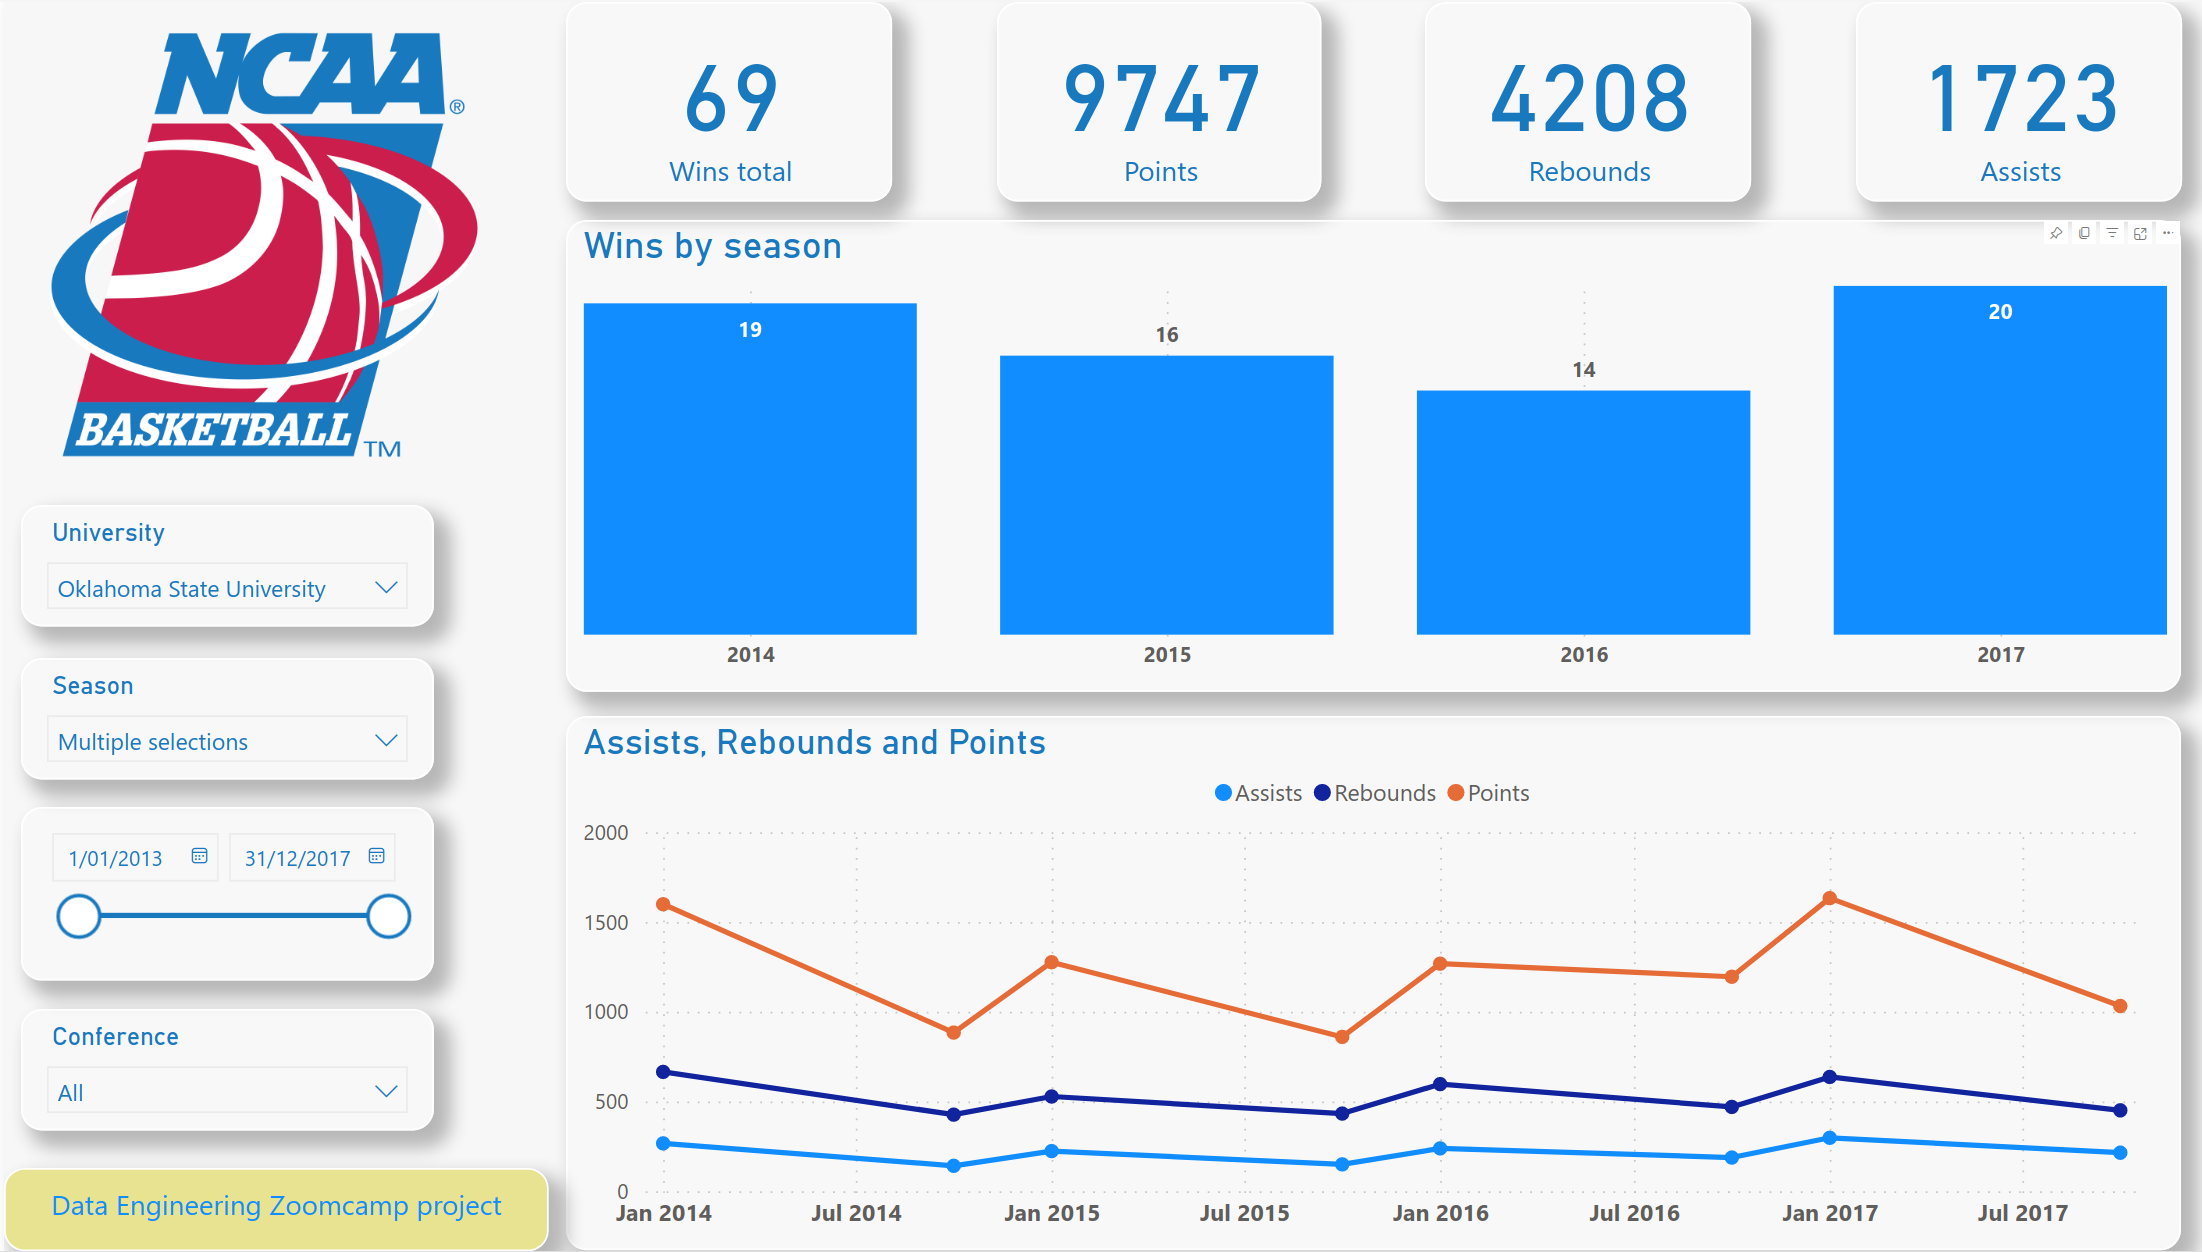 NCAA®
BASKETBALL TM
69
Wins total
9747
Points
4208
Rebounds
1723
Assists
University
Oklahoma State University
Season
Multiple selections
1/01/2013 31/12/2017
Conference
All
Data Engineering Zoomcamp project
Wins by season
19 16 14 20
2014 2015 2016 2017
Assists, Rebounds and Points
Assists Rebounds Points
2000
1500
1000
500
0
Jan 2014 Jul 2014 Jan 2015 Jul 2015 Jan 2016 Jul 2016 Jan 2017 Jul 2017